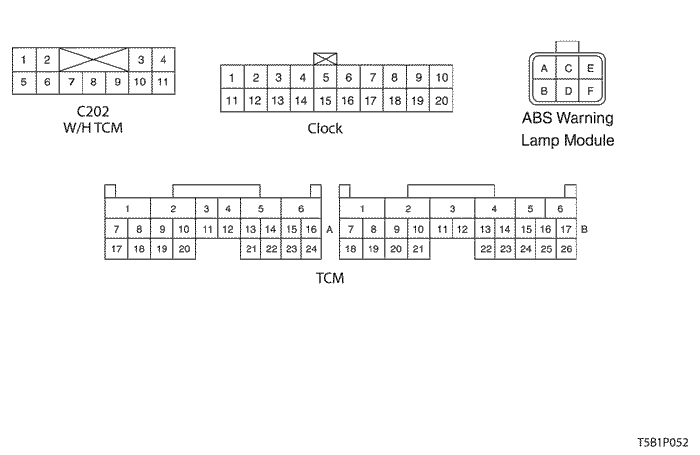 1 2 3 4
5 6 7 8 9 10 11
C202
W/H TCM
1 2 3 4 5 6 7 8 9 10
11 12 13 14 15 16 17 18 19 20
Clock
A C E
B D F
ABS Warning
Lamp Module
1 2 3 4 5 6
7 8 9 10 11 12 13 14 15 16 A
17 18 19 20 21 22 23 24
1 2 3 4 5 6
7 8 9 10 11 12 13 14 15 16 17 B
18 19 20 21 22 23 24 25 26
TCM
T5B1P052